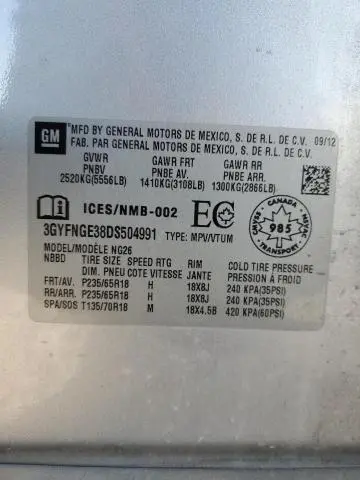 GM
*MFD BY GENERAL MOTORS DE MEXICO, S. DE R.L. DE C.V. 09/12
FAB. PAR GENERAL MOTORS DE MEXICO, S. DE R.L. DE C.V.
GVWR GAWR FRT GAWR RR
PNBV PNBE AV. PNBE ARR.
2520KG(5556LB) 1410KG(3108LB) 1300KG(2866LB)
ICES/NMB-002 EC CANADA 985
3GYFNGE38DS504991 TYPE: MPV/VTUM
MODEL/MODÈLE NG26
NBBD TIRE SIZE SPEED RTG RIM COLD TIRE PRESSURE
DIM. PNEU COTE VITESSE JANTE PRESSION À FROID
FRT/AV. P235/65R18 H 18X8J 240 KPA(35PSI)
RR/ARR. P235/65R18 H 18X8J 240 KPA(35PSI)
SPA/SOS T135/70R18 M 18X4.5B 420 KPA(60PSI)